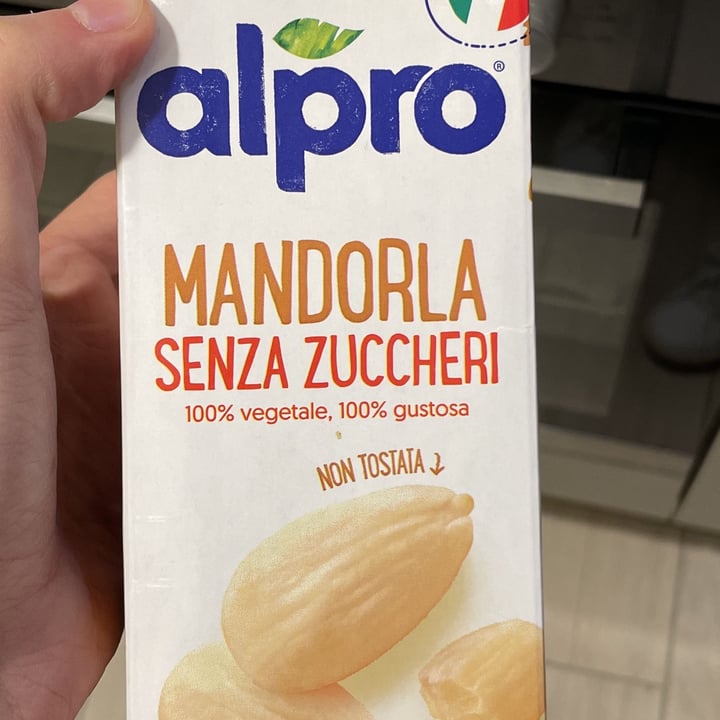 alpro®
MANDORLA
SENZA ZUCCHERI
100% vegetale, 100% gustosa
NON TOSTATA